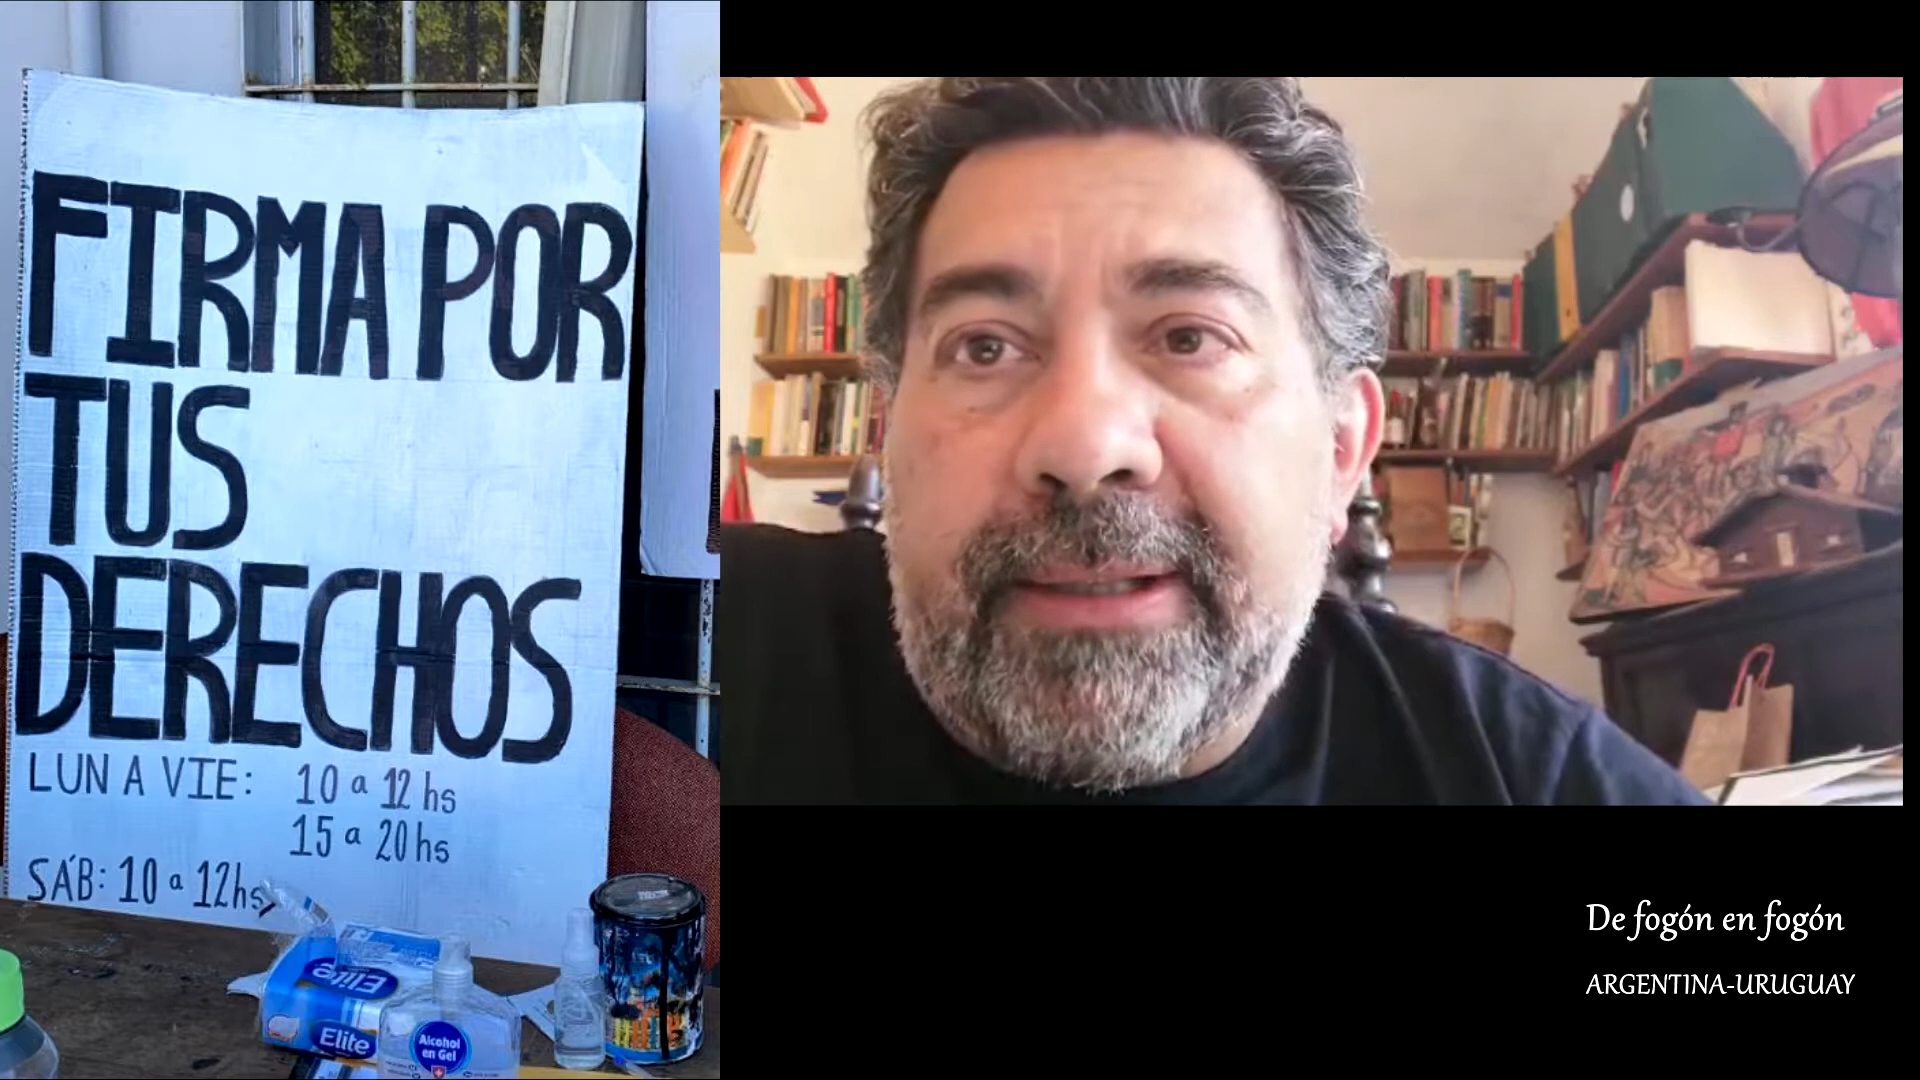 FIRMA POR
TUS
DERECHOS
LUN A VIE: 10 a 12 hs
15 a 20 hs
SÁB: 10 a 12hs
Elite
Elite
Alcohol
en Gel
De fogón en fogón
ARGENTINA-URUGUAY